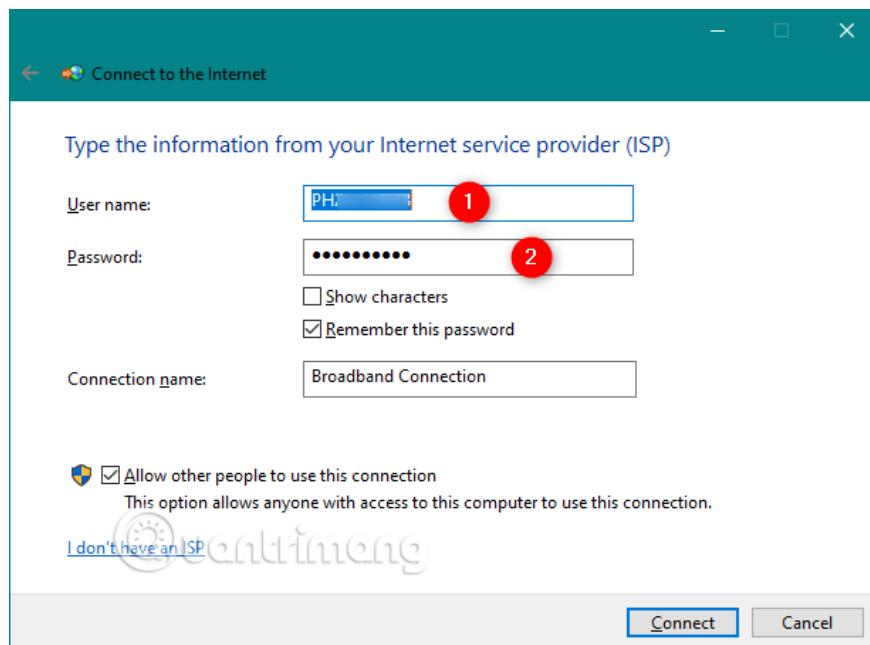 Connect to the Internet
Type the information from your Internet service provider (ISP)
User name:
1
Password:
●●●●●●●●●●
2
Show characters
Remember this password
Connection name:
Broadband Connection
Allow other people to use this connection
This option allows anyone with access to this computer to use this connection.
I don't have an ISP
Quantrimang
Connect
Cancel